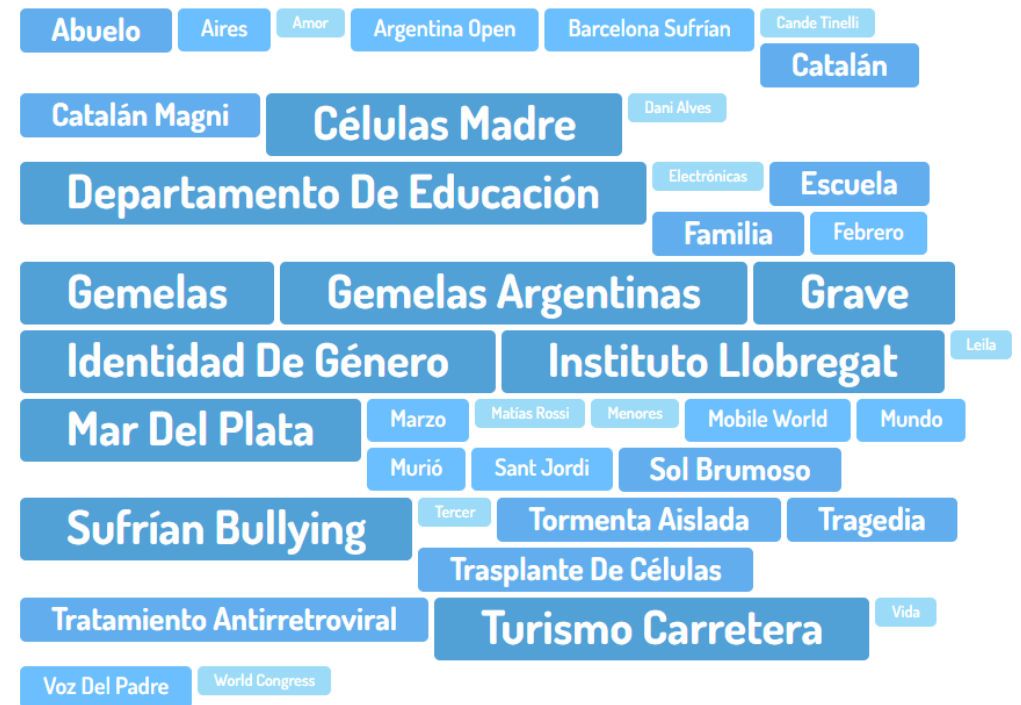 Abuelo Aires Amor Argentina Open Barcelona Sufrían Cande Tinelli
Catalán
Catalán Magni Células Madre Dani Alves
Departamento De Educación Electrónicas Escuela
Familia Febrero
Gemelas Gemelas Argentinas Grave
Identidad De Género Instituto Llobregat Leila
Mar Del Plata Marzo Matías Rossi Menores Mobile World Mundo
Murió Sant Jordi Sol Brumoso
Sufrían Bullying Tercer Tormenta Aislada Tragedia
Trasplante De Células
Tratamiento Antirretroviral Turismo Carretera Vida
Voz Del Padre World Congress